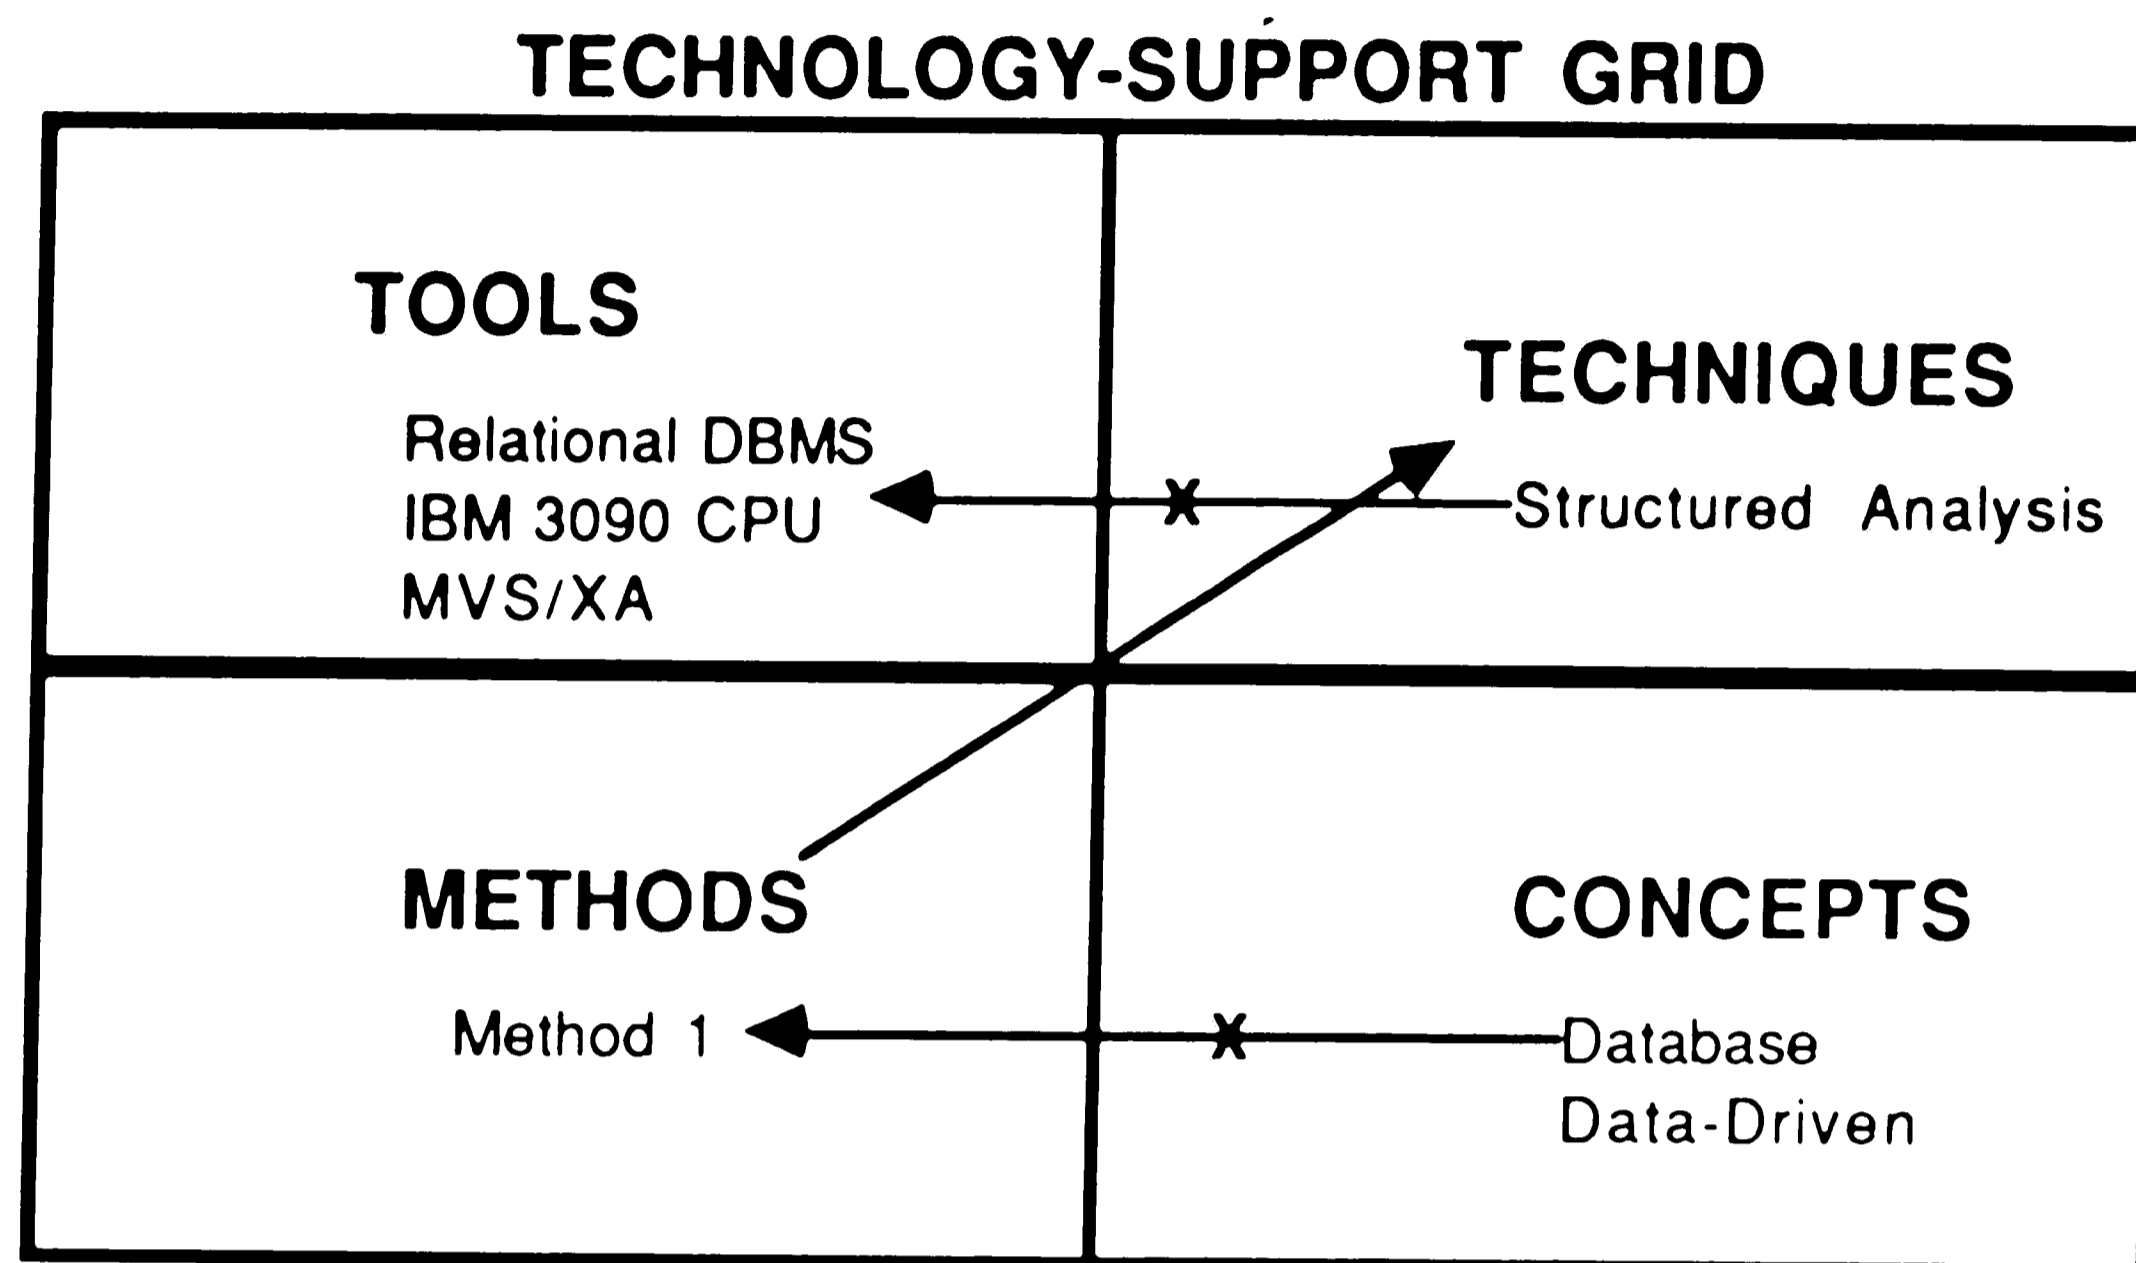 TECHNOLOGY-SUPPORT GRID
TOOLS
Relational DBMS
IBM 3090 CPU
MVS/XA
TECHNIQUES
Structured Analysis
METHODS
Method 1
CONCEPTS
Database
Data-Driven